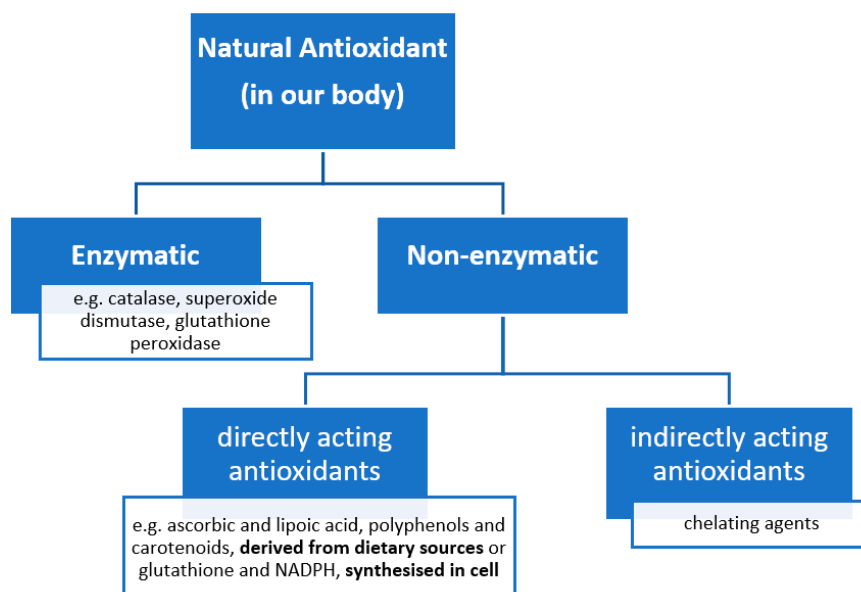 Natural Antioxidant
(in our body)
Enzymatic
e.g. catalase, superoxide
dismutase, glutathione
peroxidase
Non-enzymatic
directly acting
antioxidants
e.g. ascorbic and lipoic acid, polyphenols and
carotenoids, derived from dietary sources or
glutathione and NADPH, synthesised in cell
indirectly acting
antioxidants
chelating agents